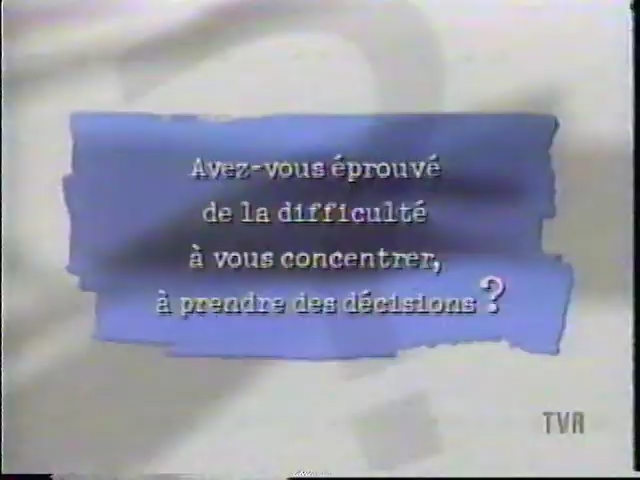 Avez-vous éprouvé
de la difficulté
à vous concentrer,
à prendre des décisions ?
TVA